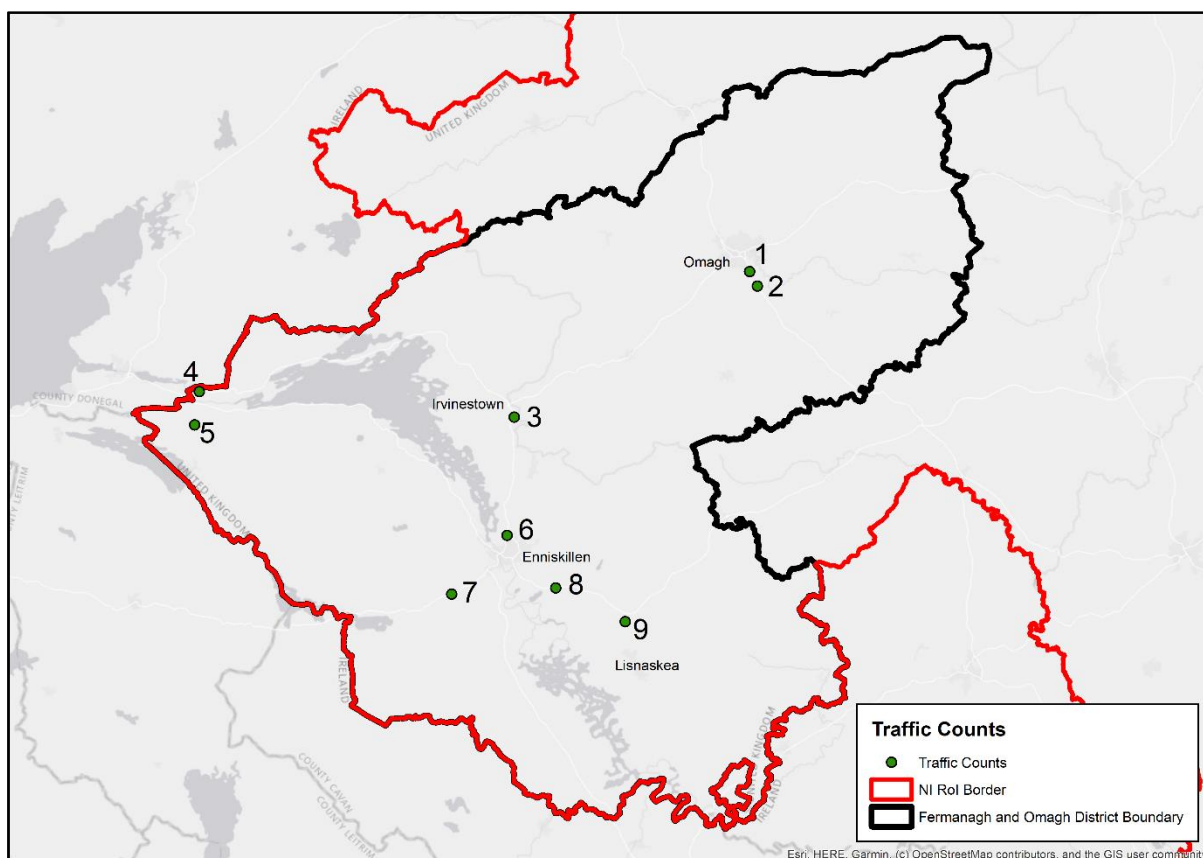 IRELAND
UNITED KINGDOM
Omagh
1
2
4
COUNTY DONEGAL
5
Irvinestown
3
COUNTY LEITRIM
UNITED KINGDOM
6
Enniskillen
7
8
9
Lisnaskea
IRELAND
COUNTY CAVAN
COUNTY LEITRIM
KINGDOM
IRELAND
Traffic Counts
Traffic Counts
NI RoI Border
Fermanagh and Omagh District Boundary
Esri, HERE, Garmin, (c) OpenStreetMap contributors, and the GIS user community